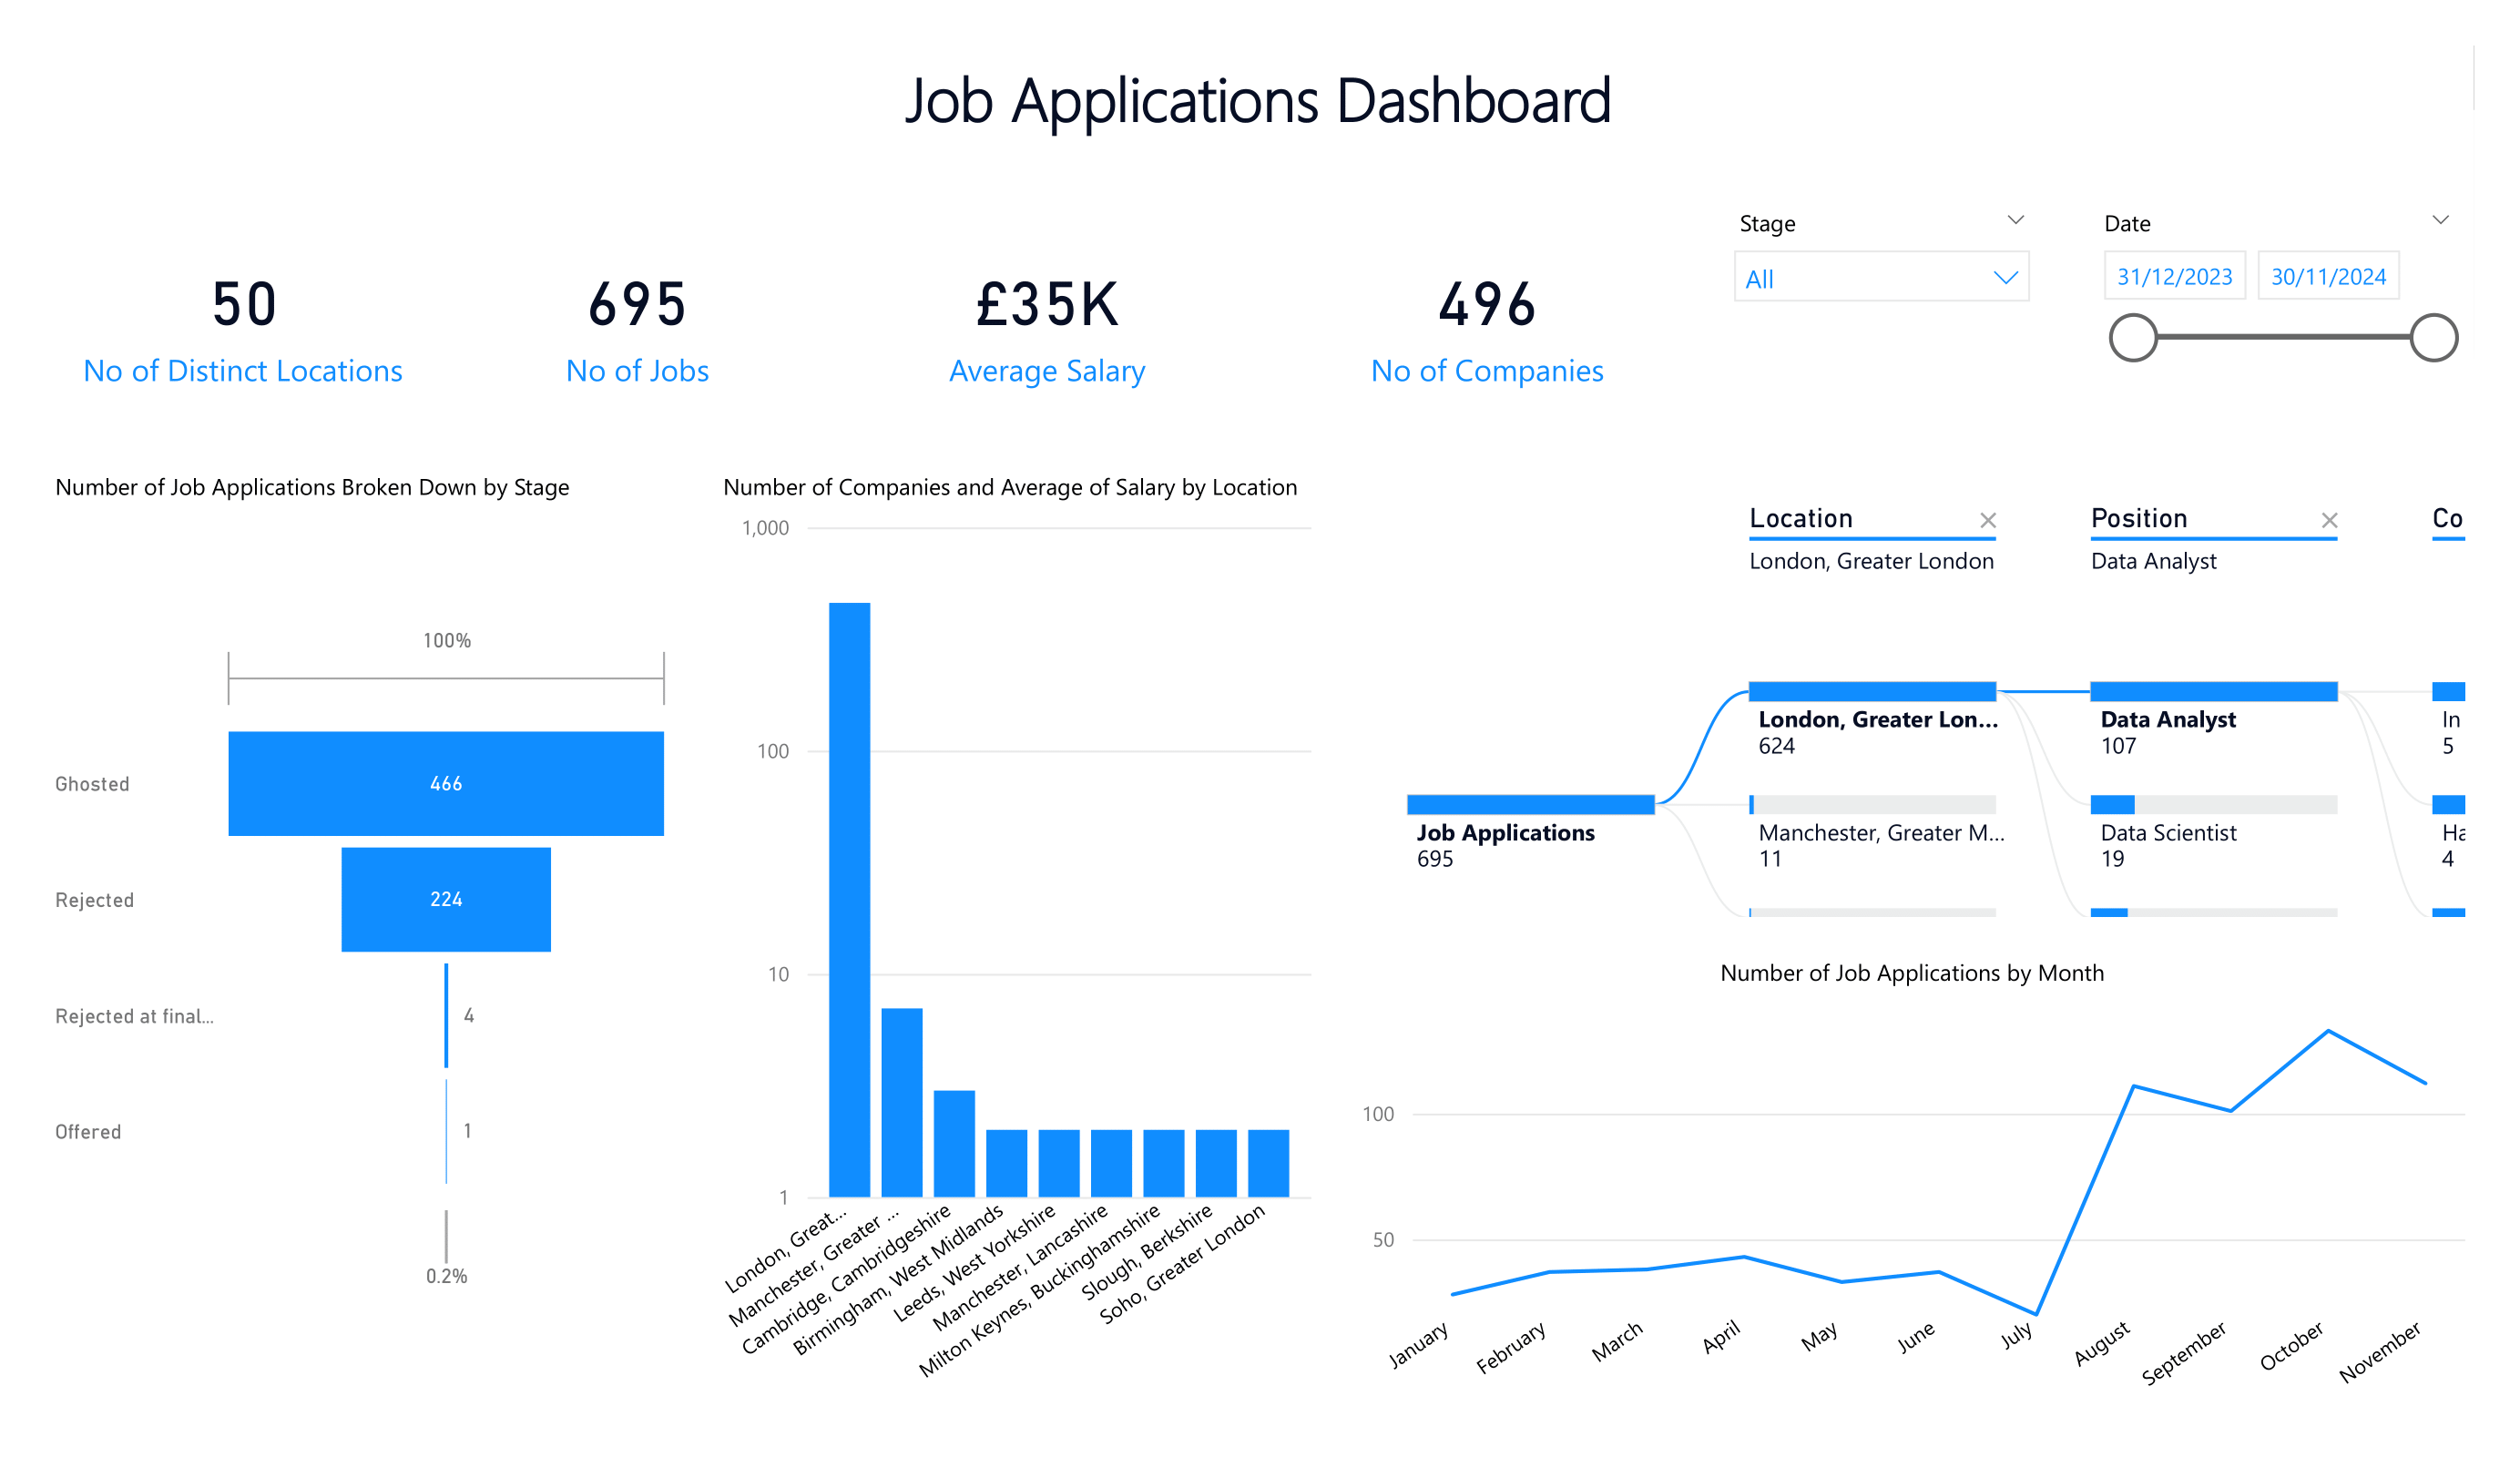 Job Applications Dashboard
50
No of Distinct Locations
695
No of Jobs
£35K
Average Salary
496
No of Companies
Stage
All
Date
31/12/2023
30/11/2024
Number of Job Applications Broken Down by Stage
100%
Ghosted
466
Rejected
224
Rejected at final...
4
Offered
1
0.2%
Number of Companies and Average of Salary by Location
1,000
100
10
1
London, Great...
Manchester, Greater ...
Cambridge, Cambridgeshire
Birmingham, West Midlands
Leeds, West Yorkshire
Manchester, Lancashire
Milton Keynes, Buckinghamshire
Slough, Berkshire
Soho, Greater London
Location
London, Greater London
Position
Data Analyst
Co
Job Applications
695
London, Greater Lon...
624
Manchester, Greater M...
11
Data Analyst
107
Data Scientist
19
In
5
Ha
4
Number of Job Applications by Month
100
50
January
February
March
April
May
June
July
August
September
October
November